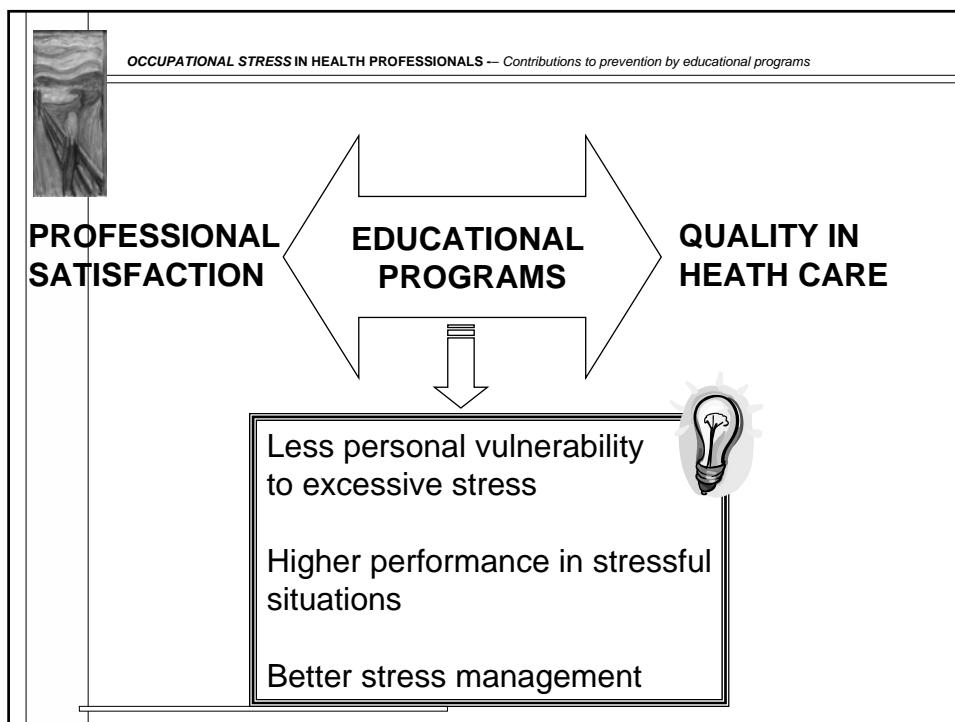 OCCUPATIONAL STRESS IN HEALTH PROFESSIONALS -– Contributions to prevention by educational programs
PROFESSIONAL
SATISFACTION
EDUCATIONAL
PROGRAMS
QUALITY IN
HEATH CARE
Less personal vulnerability
to excessive stress
Higher performance in stressful
situations
Better stress management